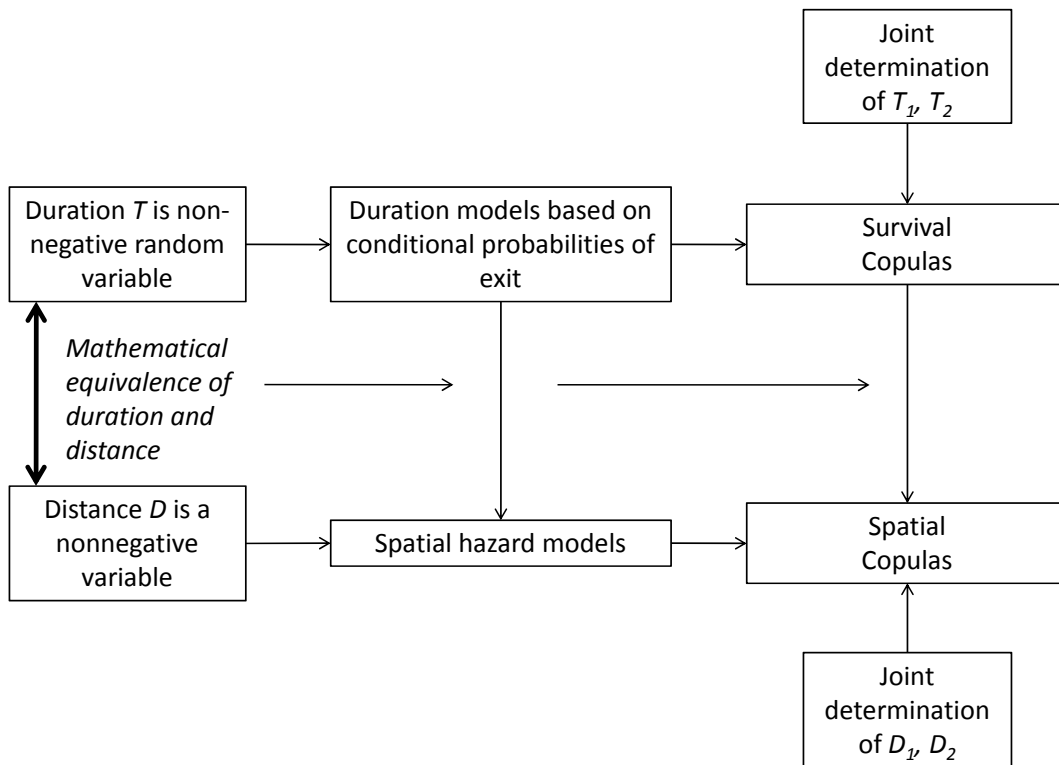 Joint
determination
of T1, T2
Duration T is non-
negative random
variable
Duration models based on
conditional probabilities of
exit
Survival
Copulas
Mathematical
equivalence of
duration and
distance
Distance D is a
nonnegative
variable
Spatial hazard models
Spatial
Copulas
Joint
determination
of D1, D2